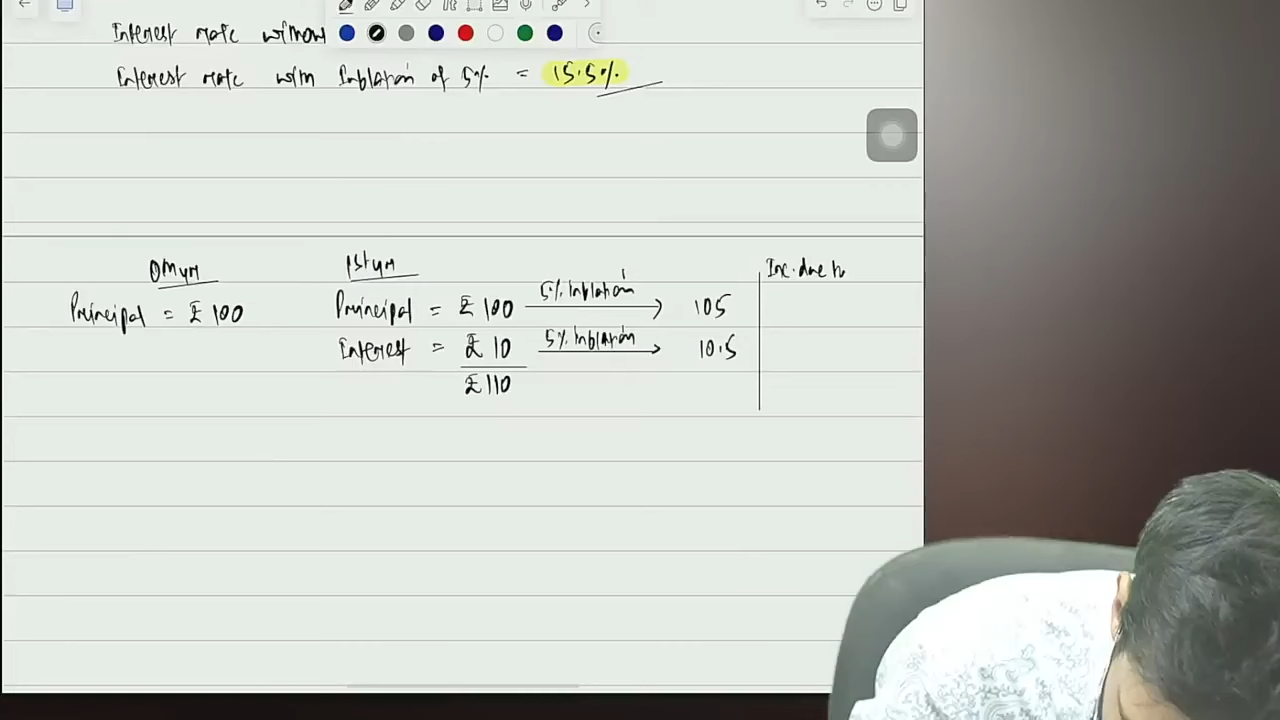 Interest rate without
Interest rate with Inflation of 5% = 15.5%
0th yr
1st yr
Inc. due to
Principal = £ 100
Principal = £ 100
5% Inflation
105
Interest = £ 10
5% Inflation
10.5
£ 110